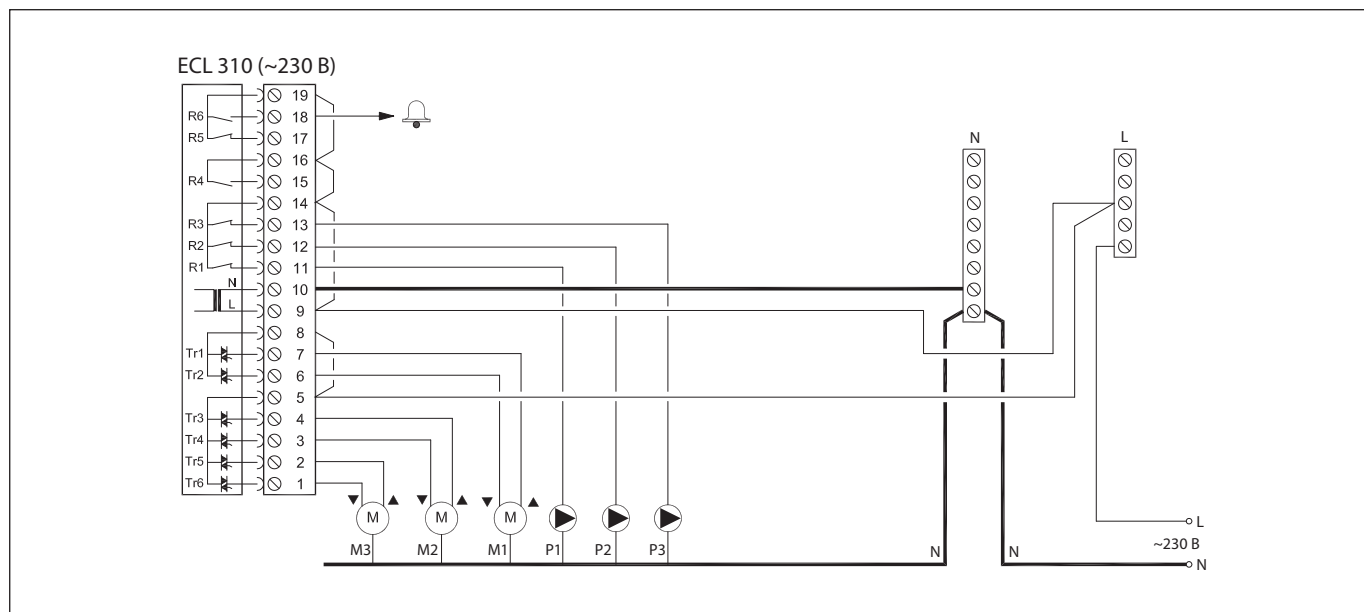 ECL 310 (~230 В)
19
R6 18
R5 17
16
R4 15
14
R3 13
R2 12
R1 11
N 10
L 9
8
Tr1 7
Tr2 6
5
Tr3 4
Tr4 3
Tr5 2
Tr6 1
N
L
M M M
M3 M2 M1 P1 P2 P3
N N
L
~230 В
N